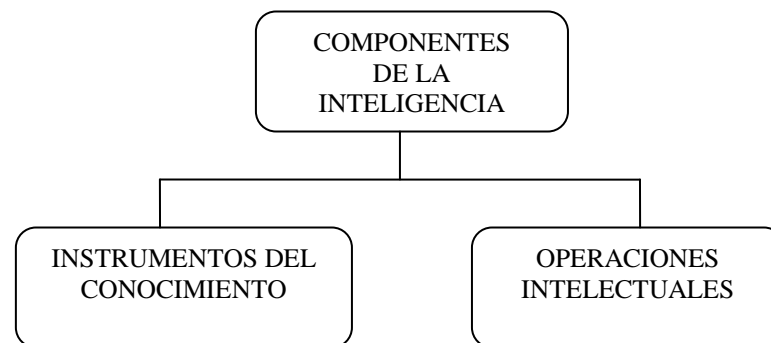 COMPONENTES
DE LA
INTELIGENCIA
INSTRUMENTOS DEL
CONOCIMIENTO
OPERACIONES
INTELECTUALES